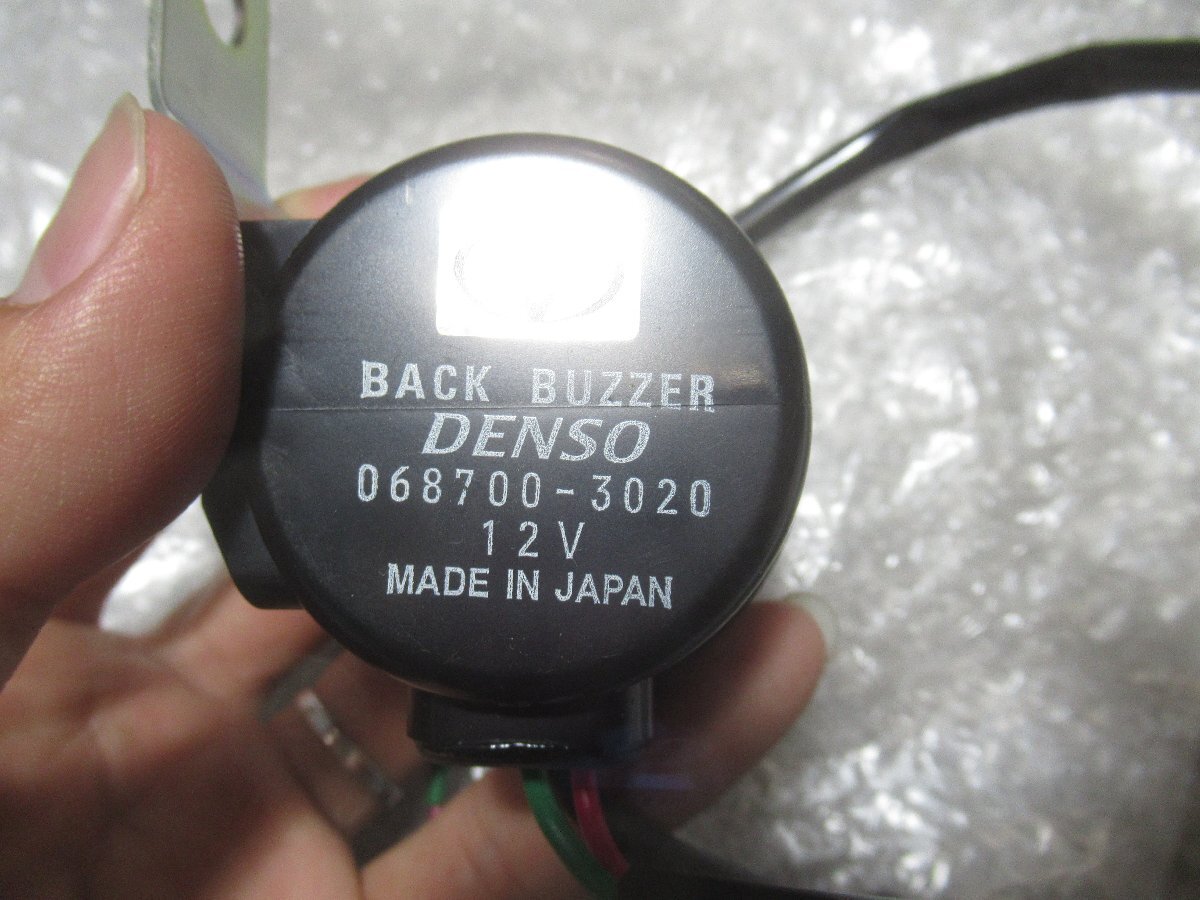 BACK BUZZER
DENSO
068700-3020
12V
MADE IN JAPAN